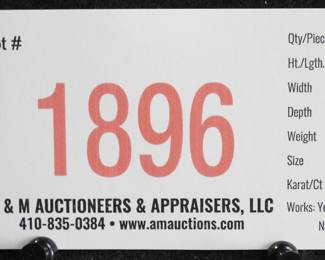 ot #
1896
& M AUCTIONEERS & APPRAISERS, LLC
410-835-0384 • www.amauctions.com
Qty/Piec
Ht./Lgth.
Width
Depth
Weight
Size
Karat/Ct
Works: Ye
N